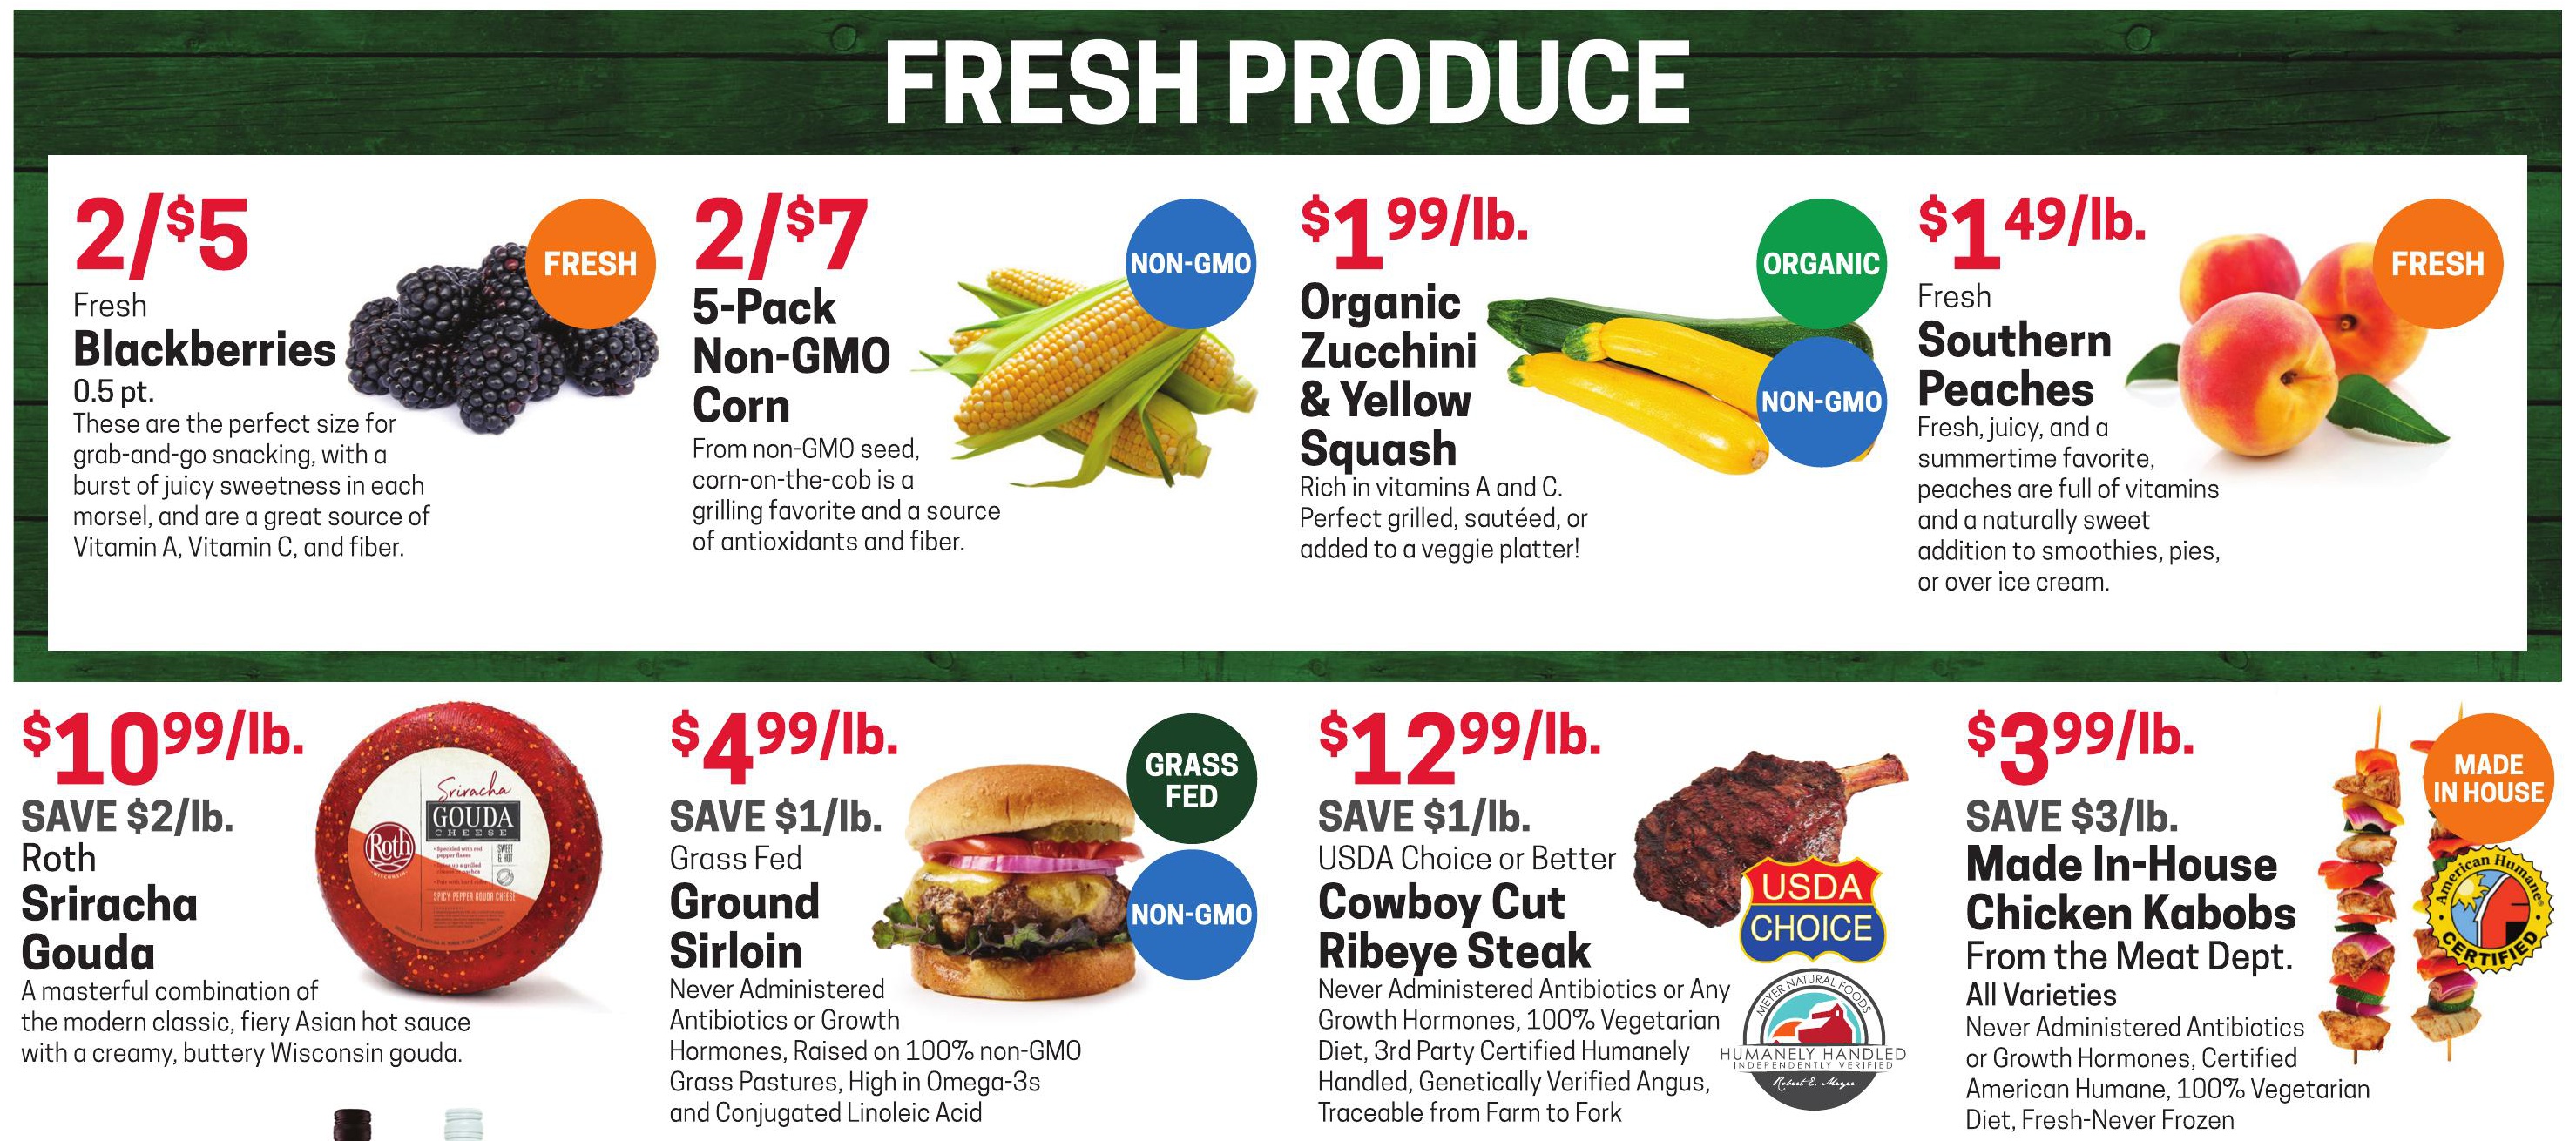 FRESH PRODUCE
2/$5
FRESH
Fresh
Blackberries
0.5 pt.
These are the perfect size for
grab-and-go snacking, with a
burst of juicy sweetness in each
morsel, and are a great source of
Vitamin A, Vitamin C, and fiber.
2/$7
NON-GMO
5-Pack
Non-GMO
Corn
From non-GMO seed,
corn-on-the-cob is a
grilling favorite and a source
of antioxidants and fiber.
$1 99/lb.
ORGANIC
NON-GMO
Organic
Zucchini
& Yellow
Squash
Rich in vitamins A and C.
Perfect grilled, sautéed, or
added to a veggie platter!
$1 49/lb.
FRESH
Fresh
Southern
Peaches
Fresh, juicy, and a
summertime favorite,
peaches are full of vitamins
and a naturally sweet
addition to smoothies, pies,
or over ice cream.
$10 99/lb.
SAVE $2/lb.
Roth
Sriracha
Gouda
A masterful combination of
the modern classic, fiery Asian hot sauce
with a creamy, buttery Wisconsin gouda.
Sriracha
GOUDA
CHEESE
Roth
WISCONSIN
• Speckled with red
pepper flakes
SWEET
& HOT
SPICY PEPPER GOUDA CHEESE
$4 99/lb.
SAVE $1/lb.
GRASS
FED
NON-GMO
Grass Fed
Ground
Sirloin
Never Administered
Antibiotics or Growth
Hormones, Raised on 100% non-GMO
Grass Pastures, High in Omega-3s
and Conjugated Linoleic Acid
$12 99/lb.
SAVE $1/lb.
USDA Choice or Better
Cowboy Cut
Ribeye Steak
Never Administered Antibiotics or Any
Growth Hormones, 100% Vegetarian
Diet, 3rd Party Certified Humanely
Handled, Genetically Verified Angus,
Traceable from Farm to Fork
USDA
CHOICE
MEYER NATURAL FOODS
HUMANELY HANDLED
INDEPENDENTLY VERIFIED
Robert E. Meyer
$3 99/lb.
SAVE $3/lb.
MADE
IN HOUSE
Made In-House
Chicken Kabobs
From the Meat Dept.
All Varieties
Never Administered Antibiotics
or Growth Hormones, Certified
American Humane, 100% Vegetarian
Diet, Fresh-Never Frozen
American Humane®
CERTIFIED